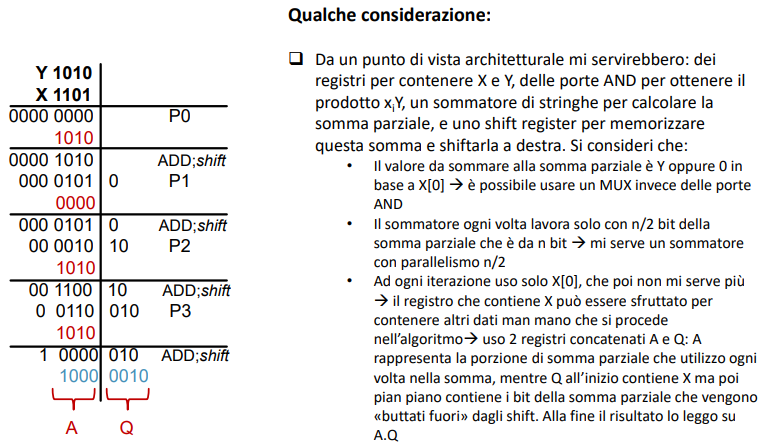 Qualche considerazione:
Y 1010
X 1101
0000 0000 P0
1010
0000 1010 ADD;shift
000 0101 0 P1
0000
000 0101 0 ADD;shift
00 0010 10 P2
1010
00 1100 10 ADD;shift
0 0110 010 P3
1010
1 0000 010 ADD;shift
1000 0010
A Q
❑ Da un punto di vista architetturale mi servirebbero: dei
registri per contenere X e Y, delle porte AND per ottenere il
prodotto xiY, un sommatore di stringhe per calcolare la
somma parziale, e uno shift register per memorizzare
questa somma e shiftarla a destra. Si consideri che:
• Il valore da sommare alla somma parziale è Y oppure 0 in
base a X[0] → è possibile usare un MUX invece delle porte
AND
• Il sommatore ogni volta lavora solo con n/2 bit della
somma parziale che è da n bit → mi serve un sommatore
con parallelismo n/2
• Ad ogni iterazione uso solo X[0], che poi non mi serve più
→ il registro che contiene X può essere sfruttato per
contenere altri dati man mano che si procede
nell’algoritmo→ uso 2 registri concatenati A e Q: A
rappresenta la porzione di somma parziale che utilizzo ogni
volta nella somma, mentre Q all’inizio contiene X ma poi
pian piano contiene i bit della somma parziale che vengono
«buttati fuori» dagli shift. Alla fine il risultato lo leggo su
A.Q